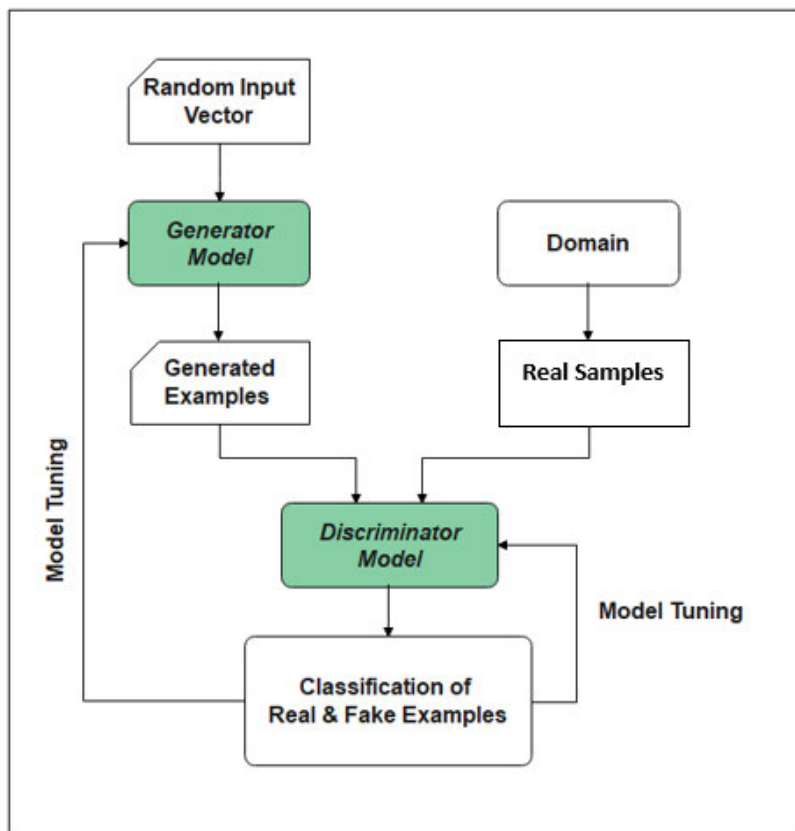 Random Input
Vector
Generator
Model
Domain
Generated
Examples
Real Samples
Model Tuning
Discriminator
Model
Model Tuning
Classification of
Real & Fake Examples